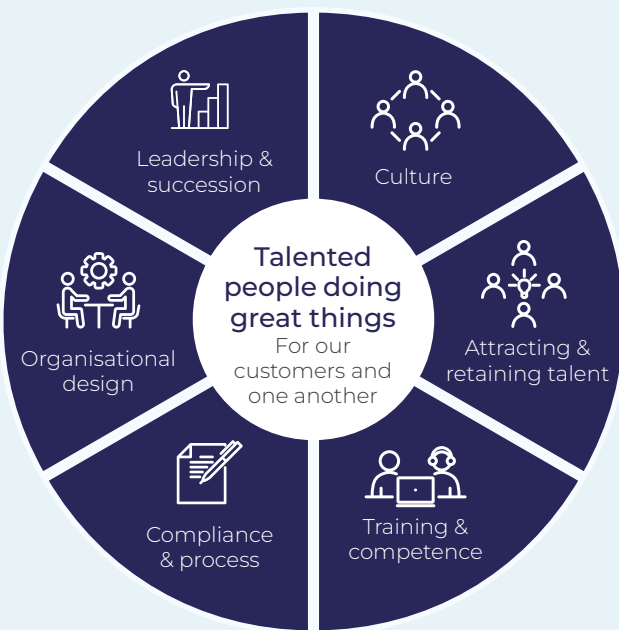 Leadership &
succession
Culture
Organisational
design
Talented
people doing
great things
For our
customers and
one another
Attracting &
retaining talent
Compliance
& process
Training &
competence